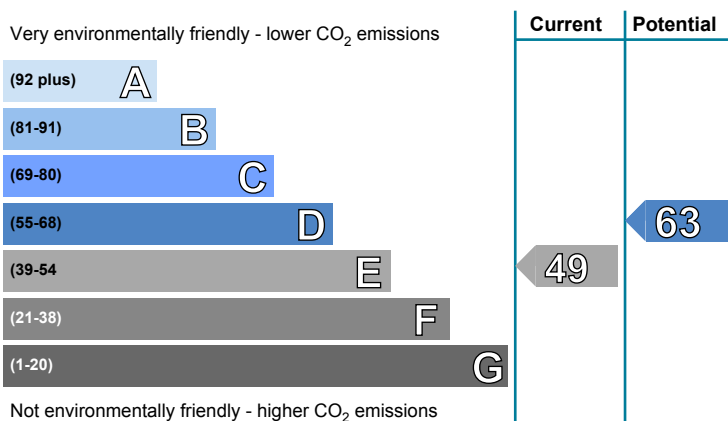 Current Potential
Very environmentally friendly - lower CO2 emissions
(92 plus) A
(81-91) B
(69-80) C
(55-68) D
63
(39-54 E
49
(21-38) F
(1-20) G
Not environmentally friendly - higher CO2 emissions